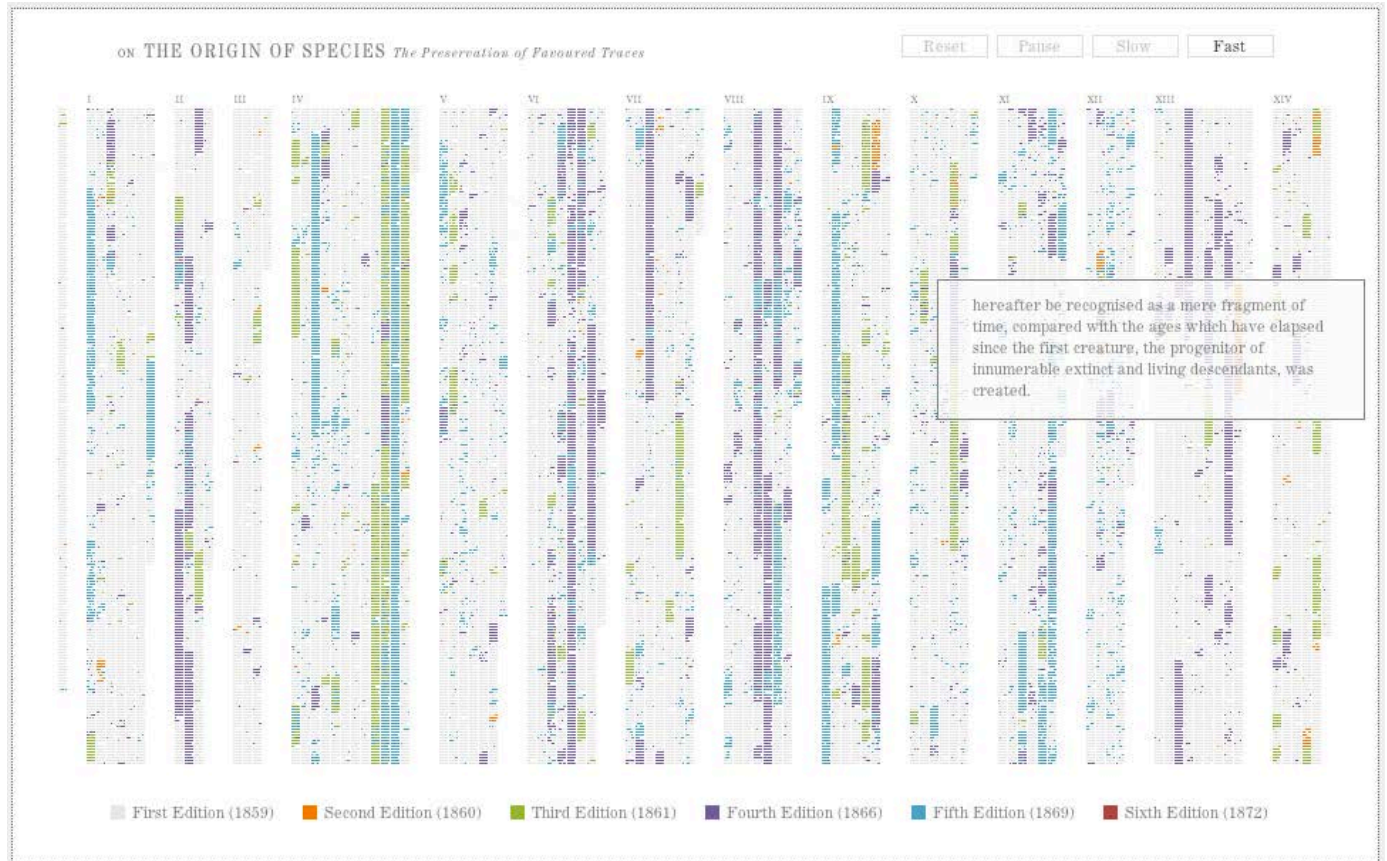 ON THE ORIGIN OF SPECIES The Preservation of Favoured Traces
Reset Pause Slow Fast
I II III IV V VI VII VIII IX X XI XII XIII XIV
hereafter be recognised as a mere fragment of
time, compared with the ages which have elapsed
since the first creature, the progenitor of
innumerable extinct and living descendants, was
created.
First Edition (1859) Second Edition (1860) Third Edition (1861) Fourth Edition (1866) Fifth Edition (1869) Sixth Edition (1872)